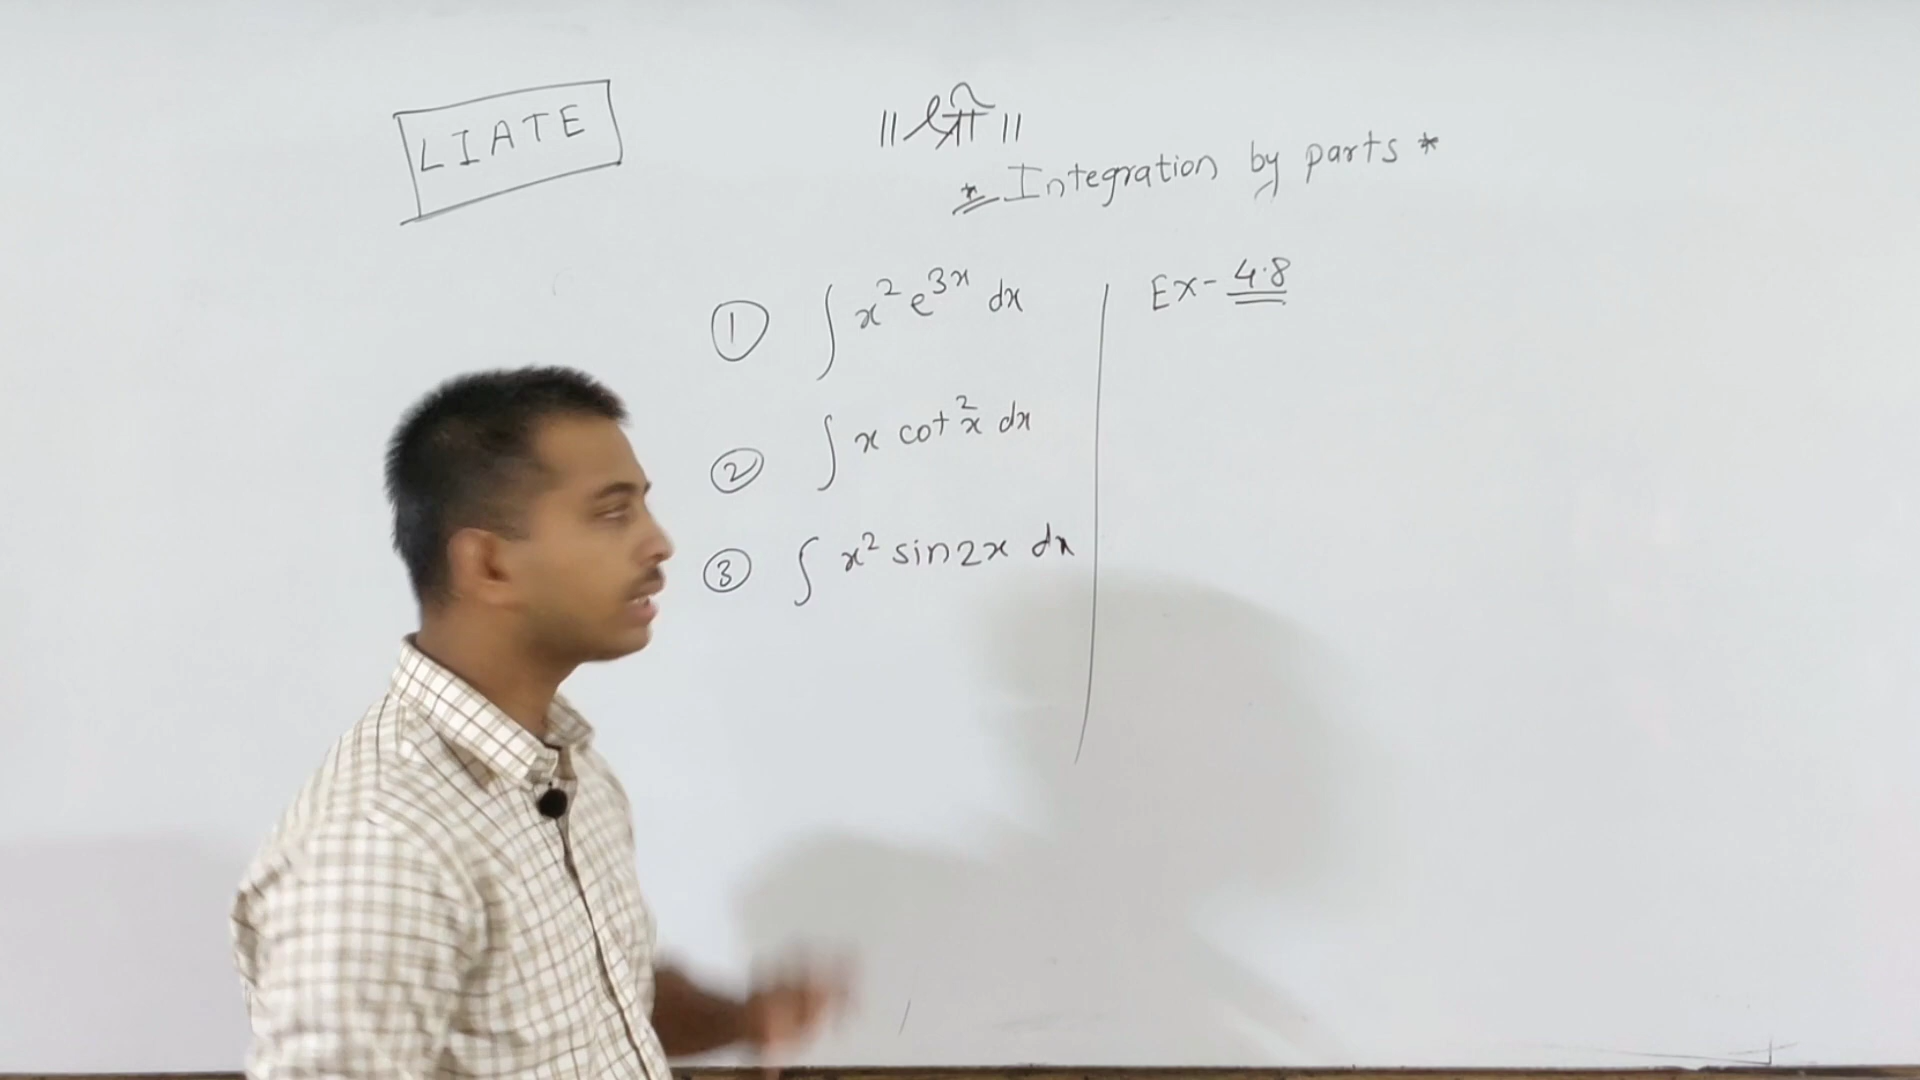 LIATE
॥ श्री ॥
* Integration by parts *
① ∫ x² e³ˣ dx
② ∫ x cot² x dx
③ ∫ x² sin2x dx
Ex- 4.8